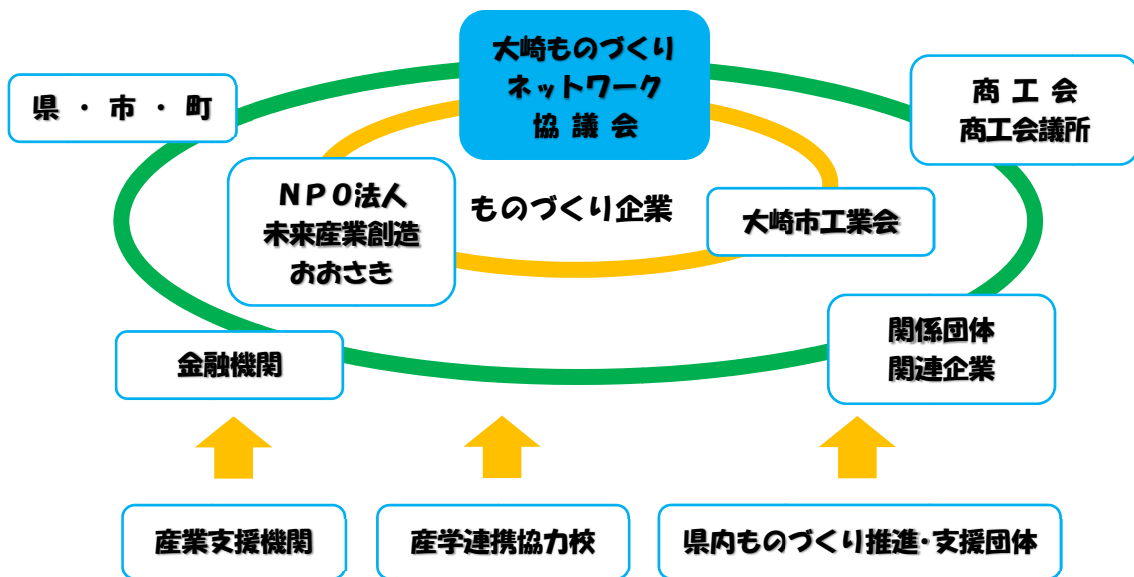 大崎ものづくり
ネットワーク
協 議 会
県 ・ 市 ・ 町
商 工 会
商工会議所
NPO法人
未来産業創造
おおさき
ものづくり企業
大崎市工業会
金融機関
関係団体
関連企業
産業支援機関
産学連携協力校
県内ものづくり推進・支援団体